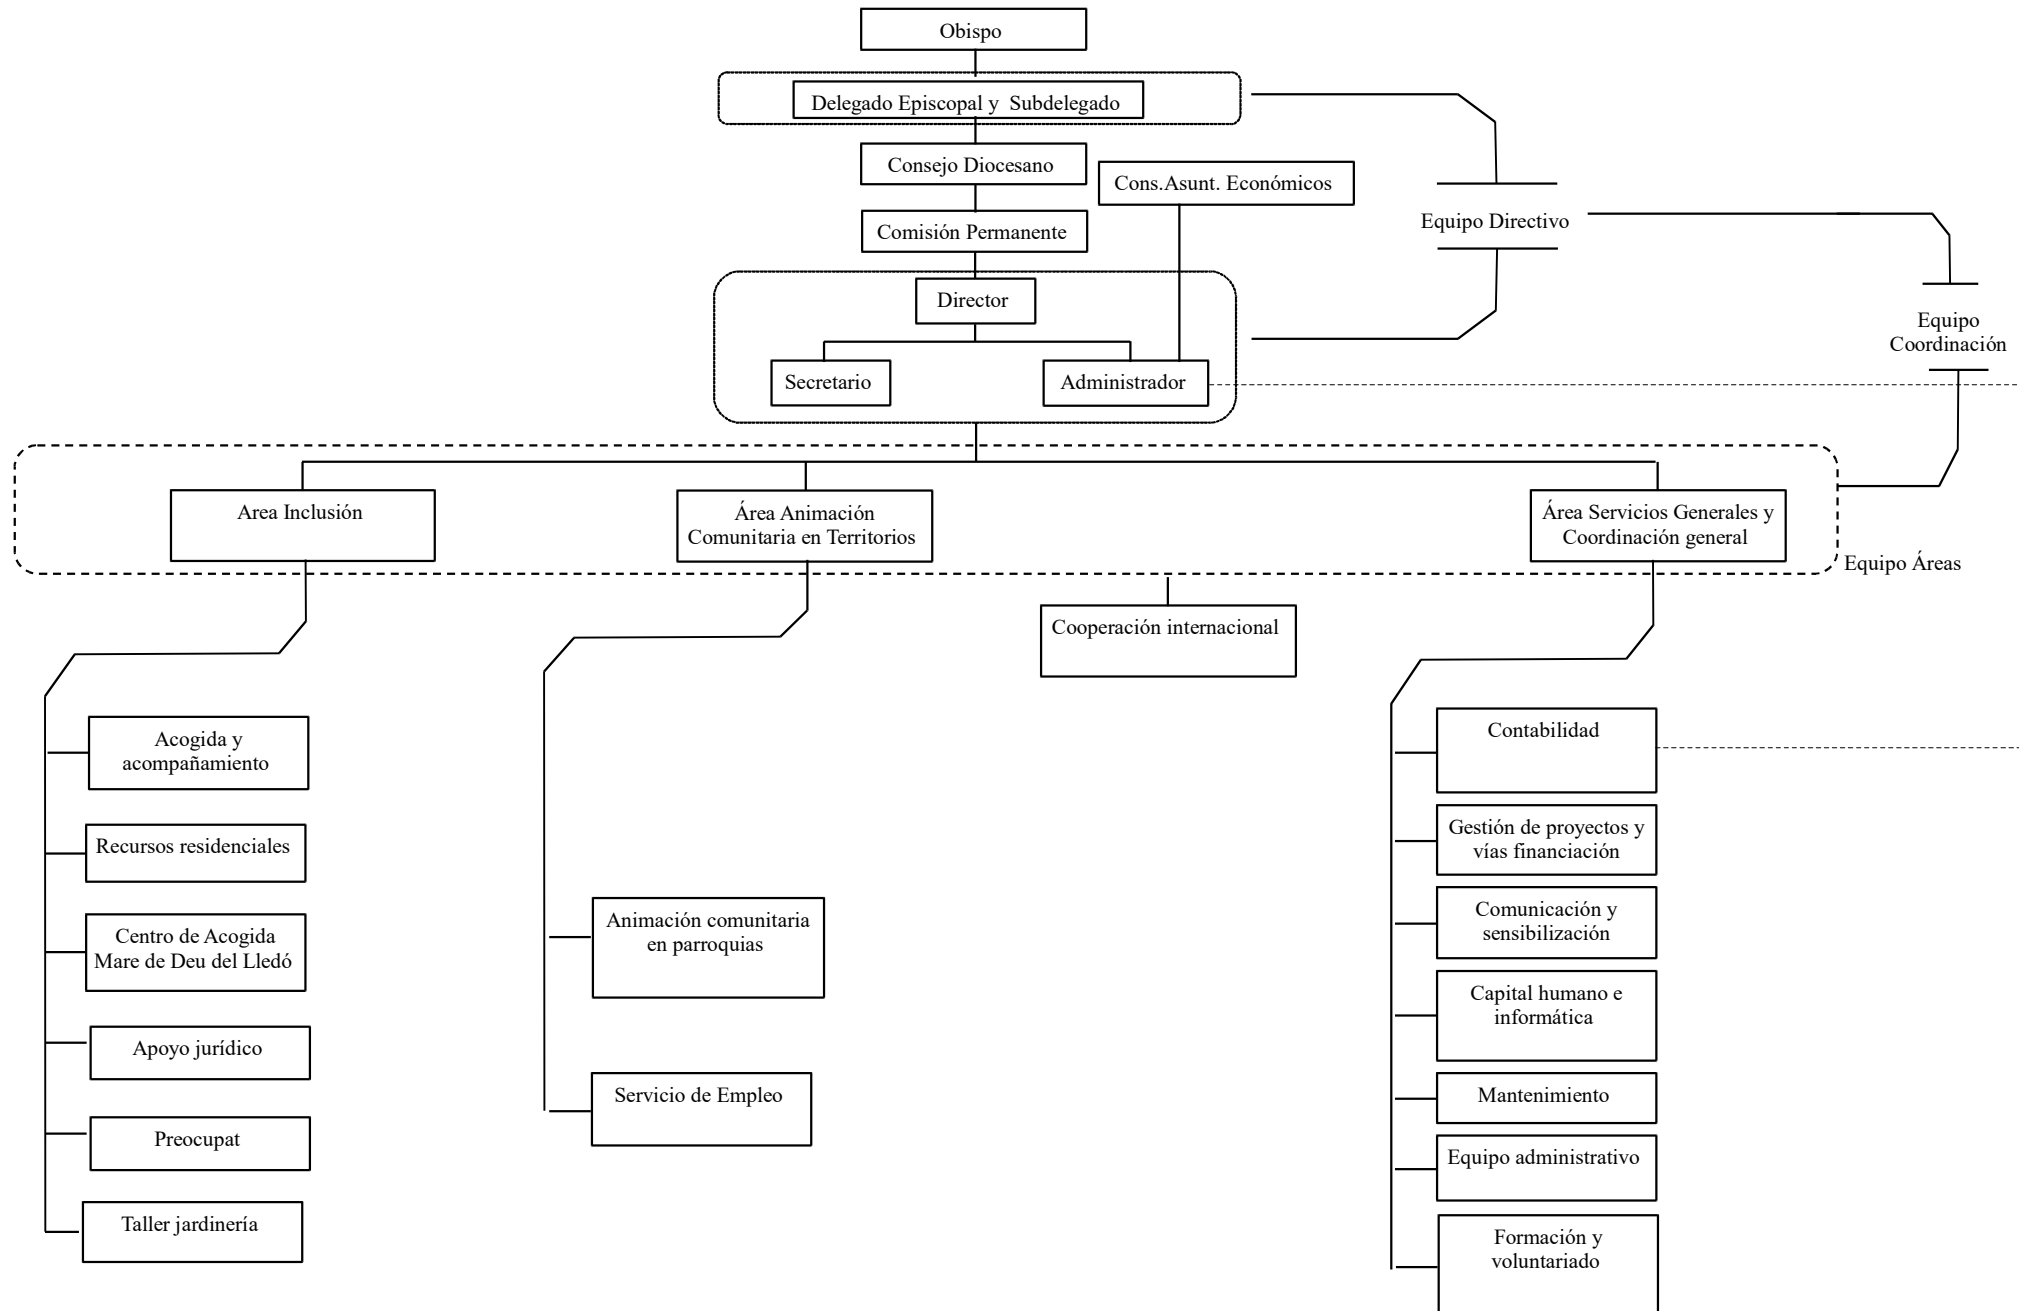 Obispo
Delegado Episcopal y Subdelegado
Consejo Diocesano
Cons.Asunt. Económicos
Comisión Permanente
Equipo Directivo
Director
Equipo
Coordinación
Secretario
Administrador
Area Inclusión
Área Animación
Comunitaria en Territorios
Área Servicios Generales y
Coordinación general
Equipo Áreas
Cooperación internacional
Acogida y
acompañamiento
Recursos residenciales
Centro de Acogida
Mare de Deu del Lledó
Apoyo jurídico
Preocupat
Taller jardinería
Animación comunitaria
en parroquias
Servicio de Empleo
Contabilidad
Gestión de proyectos y
vías financiación
Comunicación y
sensibilización
Capital humano e
informática
Mantenimiento
Equipo administrativo
Formación y
voluntariado